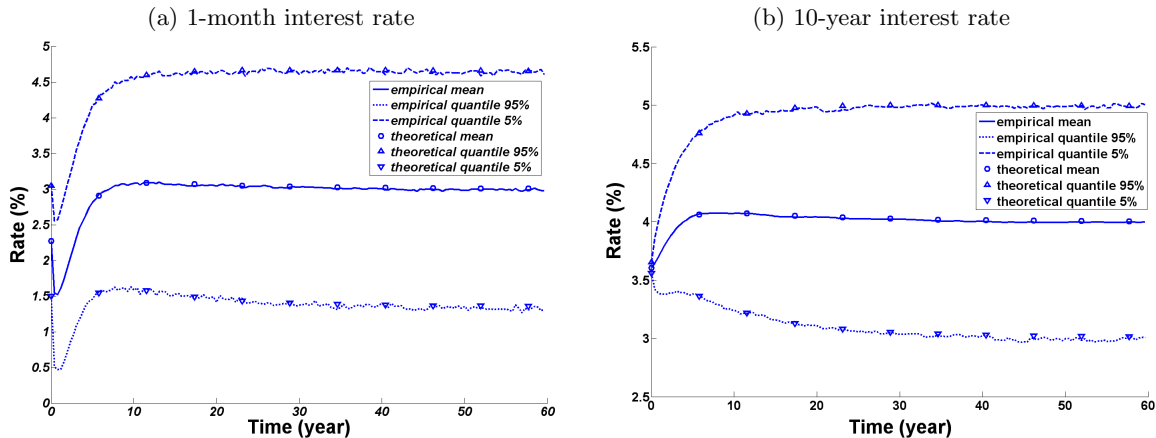 (a) 1-month interest rate
5
4.5
4
3.5
3
2.5
2
1.5
1
0.5
0
Rate (%)
0
10
20
30
40
50
60
Time (year)
empirical mean
empirical quantile 95%
empirical quantile 5%
theoretical mean
theoretical quantile 95%
theoretical quantile 5%
(b) 10-year interest rate
5.5
5
4.5
4
3.5
3
2.5
Rate (%)
0
10
20
30
40
50
60
Time (year)
empirical mean
empirical quantile 95%
empirical quantile 5%
theoretical mean
theoretical quantile 95%
theoretical quantile 5%